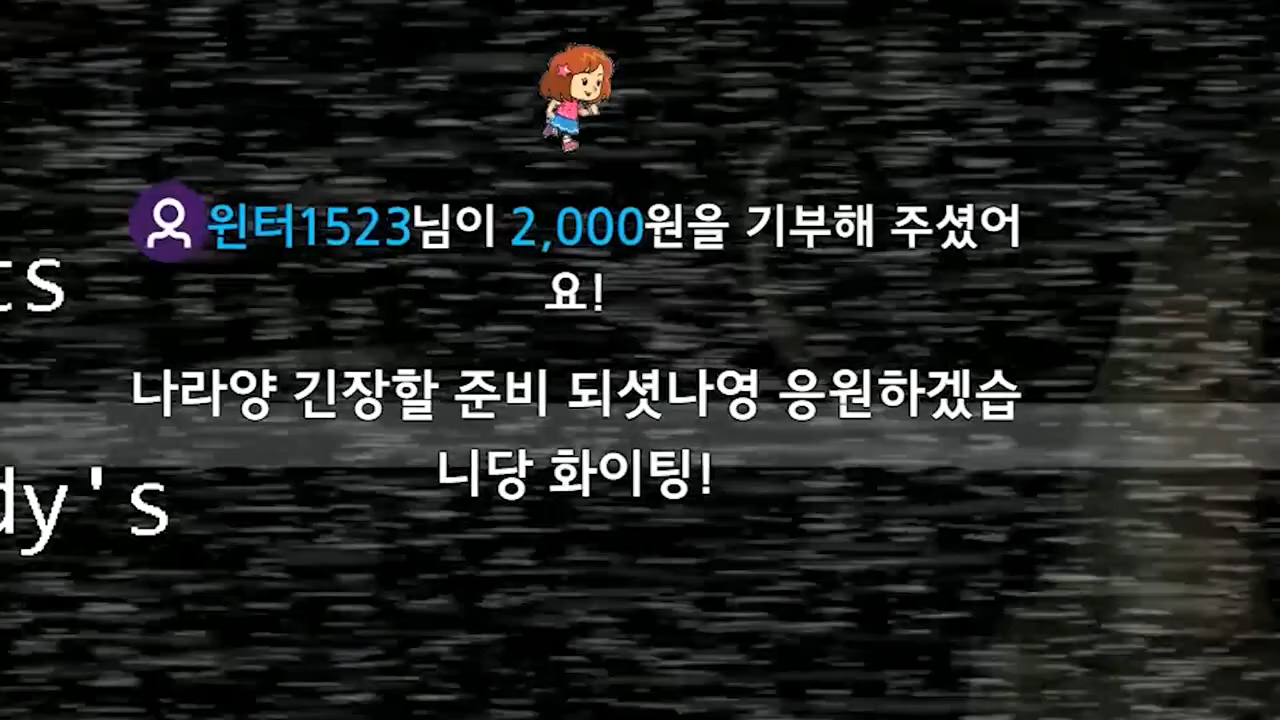 윈터1523님이 2,000원을 기부해 주셨어
요!
ts
나라양 긴장할 준비 되셧나영 응원하겠습
니당 화이팅!
dy's